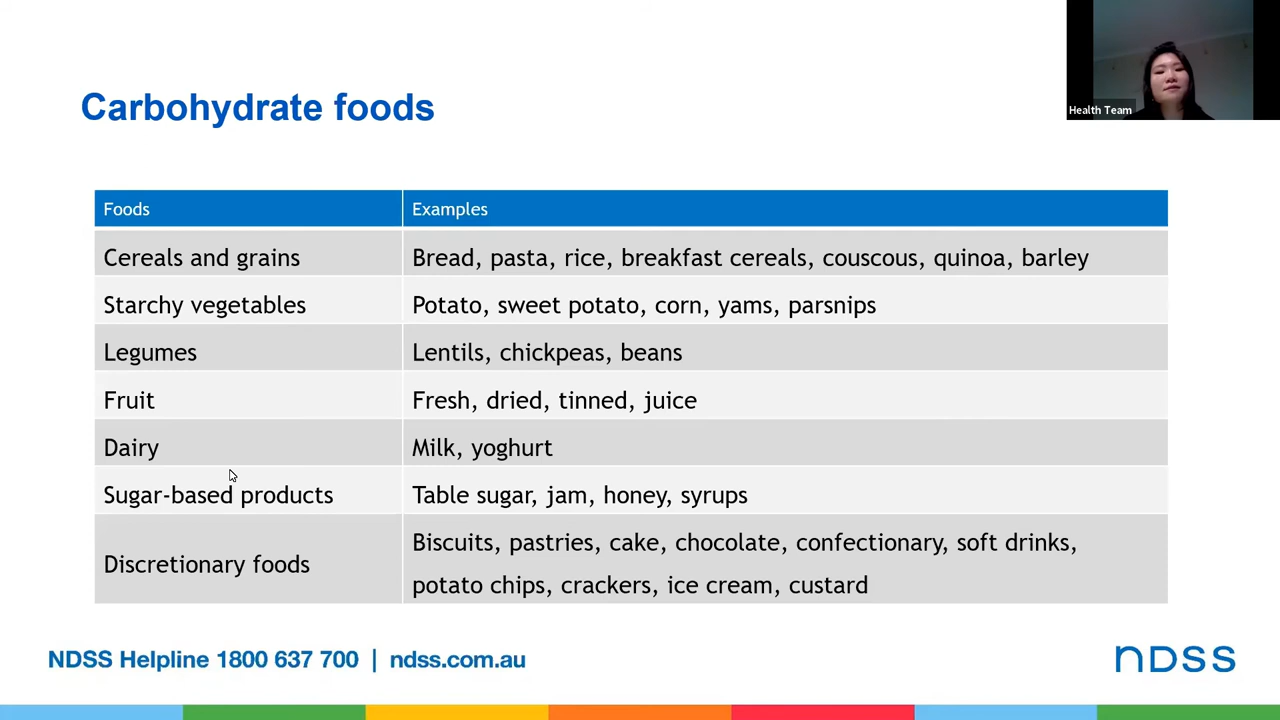 Health Team
Carbohydrate foods
Foods
Examples
Cereals and grains
Bread, pasta, rice, breakfast cereals, couscous, quinoa, barley
Starchy vegetables
Potato, sweet potato, corn, yams, parsnips
Legumes
Lentils, chickpeas, beans
Fruit
Fresh, dried, tinned, juice
Dairy
Milk, yoghurt
Sugar-based products
Table sugar, jam, honey, syrups
Discretionary foods
Biscuits, pastries, cake, chocolate, confectionary, soft drinks,
potato chips, crackers, ice cream, custard
NDSS Helpline 1800 637 700 | ndss.com.au
ndss